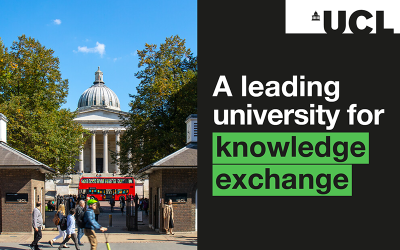 UCL
A leading
university for
knowledge
exchange